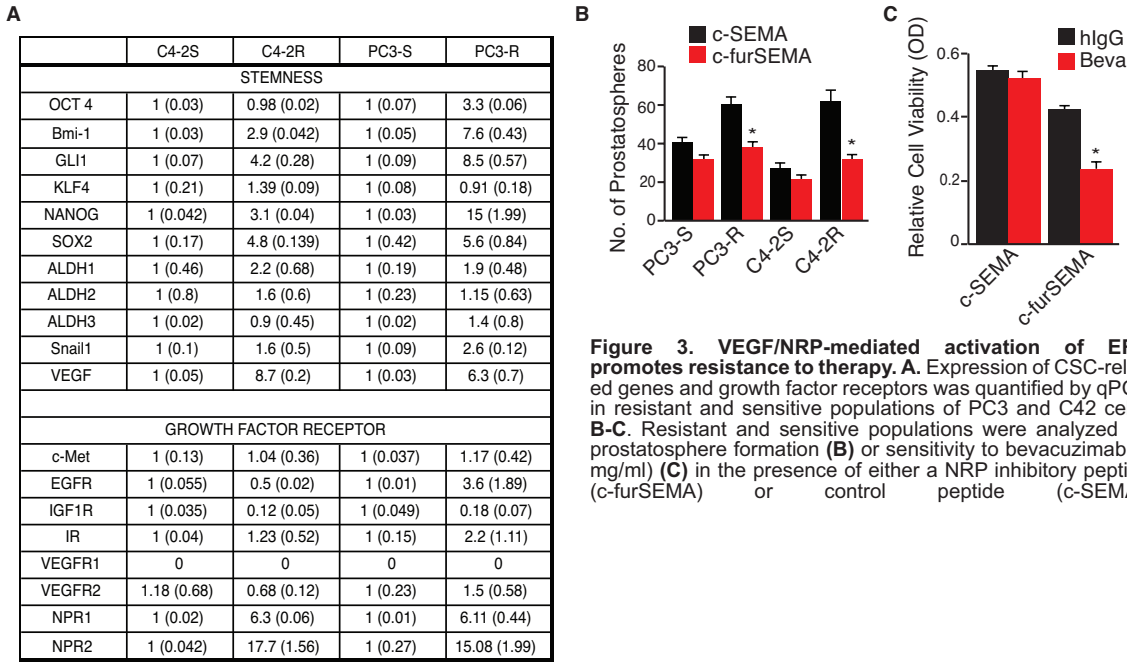 A
C4-2S C4-2R PC3-S PC3-R
STEMNESS
OCT 4 1 (0.03) 0.98 (0.02) 1 (0.07) 3.3 (0.06)
Bmi-1 1 (0.03) 2.9 (0.042) 1 (0.05) 7.6 (0.43)
GLI1 1 (0.07) 4.2 (0.28) 1 (0.09) 8.5 (0.57)
KLF4 1 (0.21) 1.39 (0.09) 1 (0.08) 0.91 (0.18)
NANOG 1 (0.042) 3.1 (0.04) 1 (0.03) 15 (1.99)
SOX2 1 (0.17) 4.8 (0.139) 1 (0.42) 5.6 (0.84)
ALDH1 1 (0.46) 2.2 (0.68) 1 (0.19) 1.9 (0.48)
ALDH2 1 (0.8) 1.6 (0.6) 1 (0.23) 1.15 (0.63)
ALDH3 1 (0.02) 0.9 (0.45) 1 (0.02) 1.4 (0.8)
Snail1 1 (0.1) 1.6 (0.5) 1 (0.09) 2.6 (0.12)
VEGF 1 (0.05) 8.7 (0.2) 1 (0.03) 6.3 (0.7)
GROWTH FACTOR RECEPTOR
c-Met 1 (0.13) 1.04 (0.36) 1 (0.037) 1.17 (0.42)
EGFR 1 (0.055) 0.5 (0.02) 1 (0.01) 3.6 (1.89)
IGF1R 1 (0.035) 0.12 (0.05) 1 (0.049) 0.18 (0.07)
IR 1 (0.04) 1.23 (0.52) 1 (0.15) 2.2 (1.11)
VEGFR1 0 0 0 0
VEGFR2 1.18 (0.68) 0.68 (0.12) 1 (0.23) 1.5 (0.58)
NPR1 1 (0.02) 6.3 (0.06) 1 (0.01) 6.11 (0.44)
NPR2 1 (0.042) 17.7 (1.56) 1 (0.27) 15.08 (1.99)
B
c-SEMA
c-furSEMA
No. of Prostatospheres
80
60
40
20
0
*
*
PC3-S
PC3-R
C4-2S
C4-2R
C
hIgG
Beva
Relative Cell Viability (OD)
0.6
0.4
0.2
0
*
c-SEMA
c-furSEMA
Figure 3. VEGF/NRP-mediated activation of
promotes resistance to therapy. A. Expression of CSC-rel
ed genes and growth factor receptors was quantified by qPC
in resistant and sensitive populations of PC3 and C42 ce
B-C. Resistant and sensitive populations were analyzed
prostatosphere formation (B) or sensitivity to bevacuzimab
mg/ml) (C) in the presence of either a NRP inhibitory pepti
(c-furSEMA) or control peptide (c-SEMA